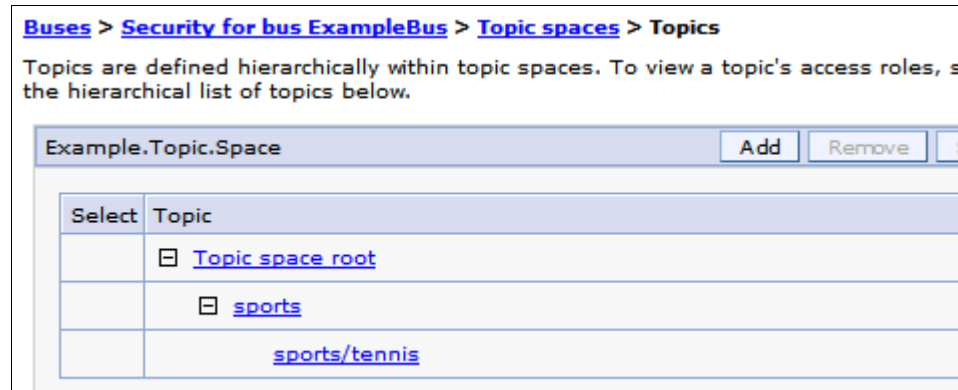 Buses > Security for bus ExampleBus > Topic spaces > Topics
Topics are defined hierarchically within topic spaces. To view a topic's access roles,
the hierarchical list of topics below.
Example.Topic.Space Add Remove
Select Topic
Topic space root
sports
sports/tennis